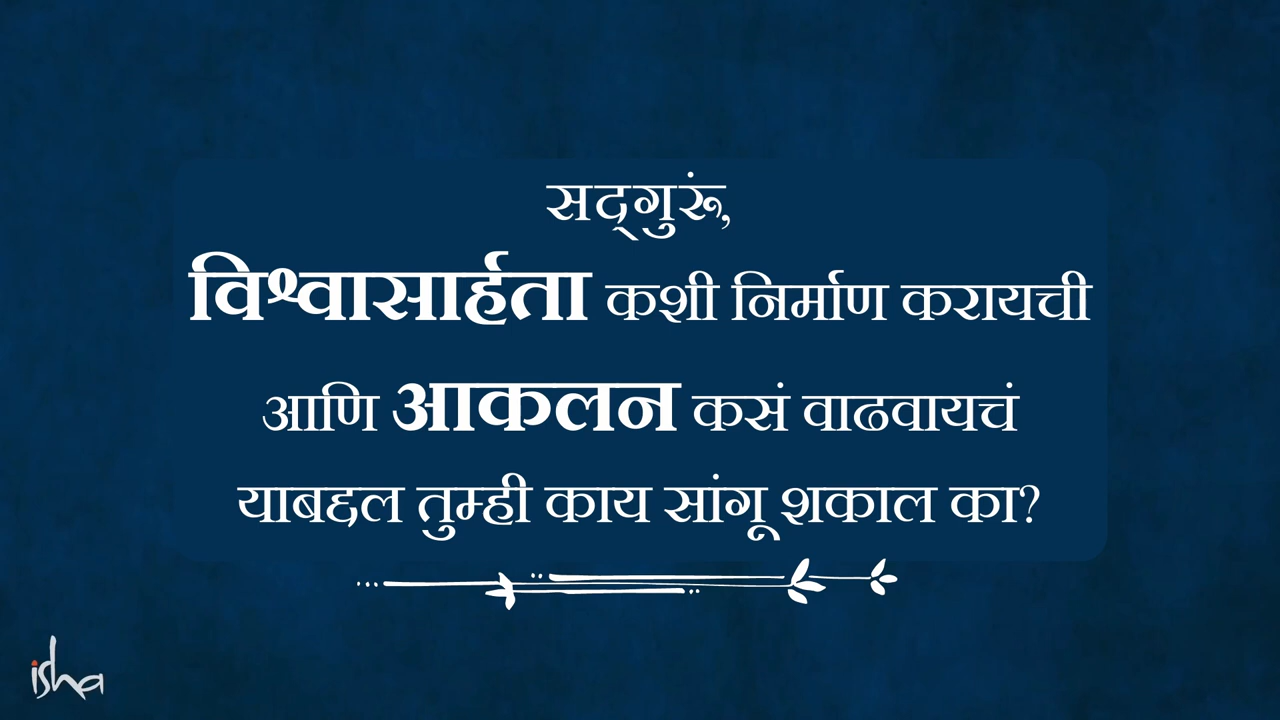 सद्‌गुरूं,
विश्वासार्हता कशी निर्माण करायची
आणि आकलन कसं वाढवायचं
याबद्दल तुम्ही काय सांगू शकाल का?
isha